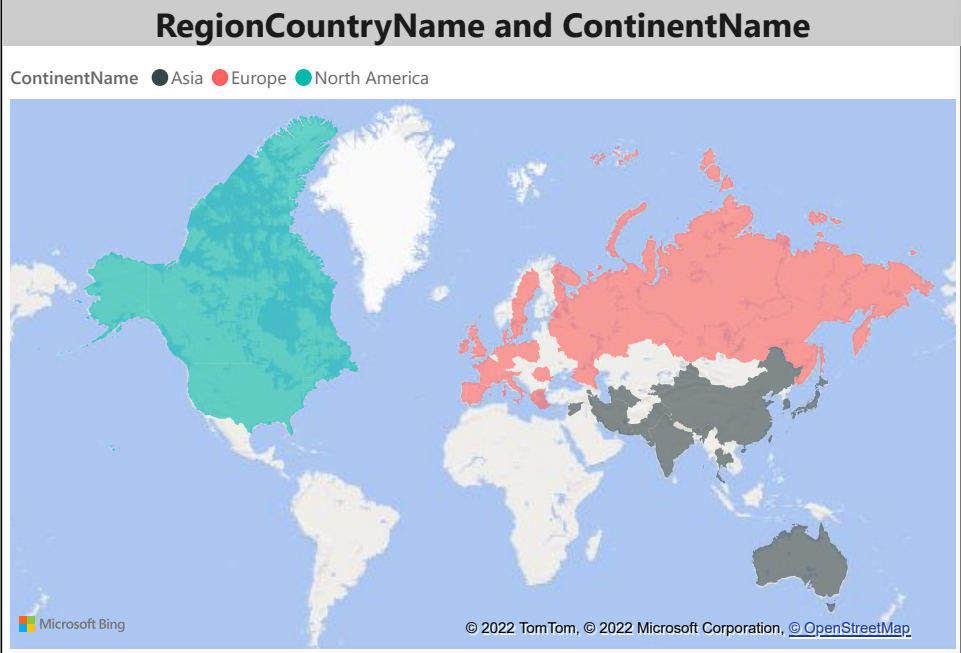 RegionCountryName and ContinentName
ContinentName Asia Europe North America
Microsoft Bing
© 2022 TomTom, © 2022 Microsoft Corporation, © OpenStreetMap